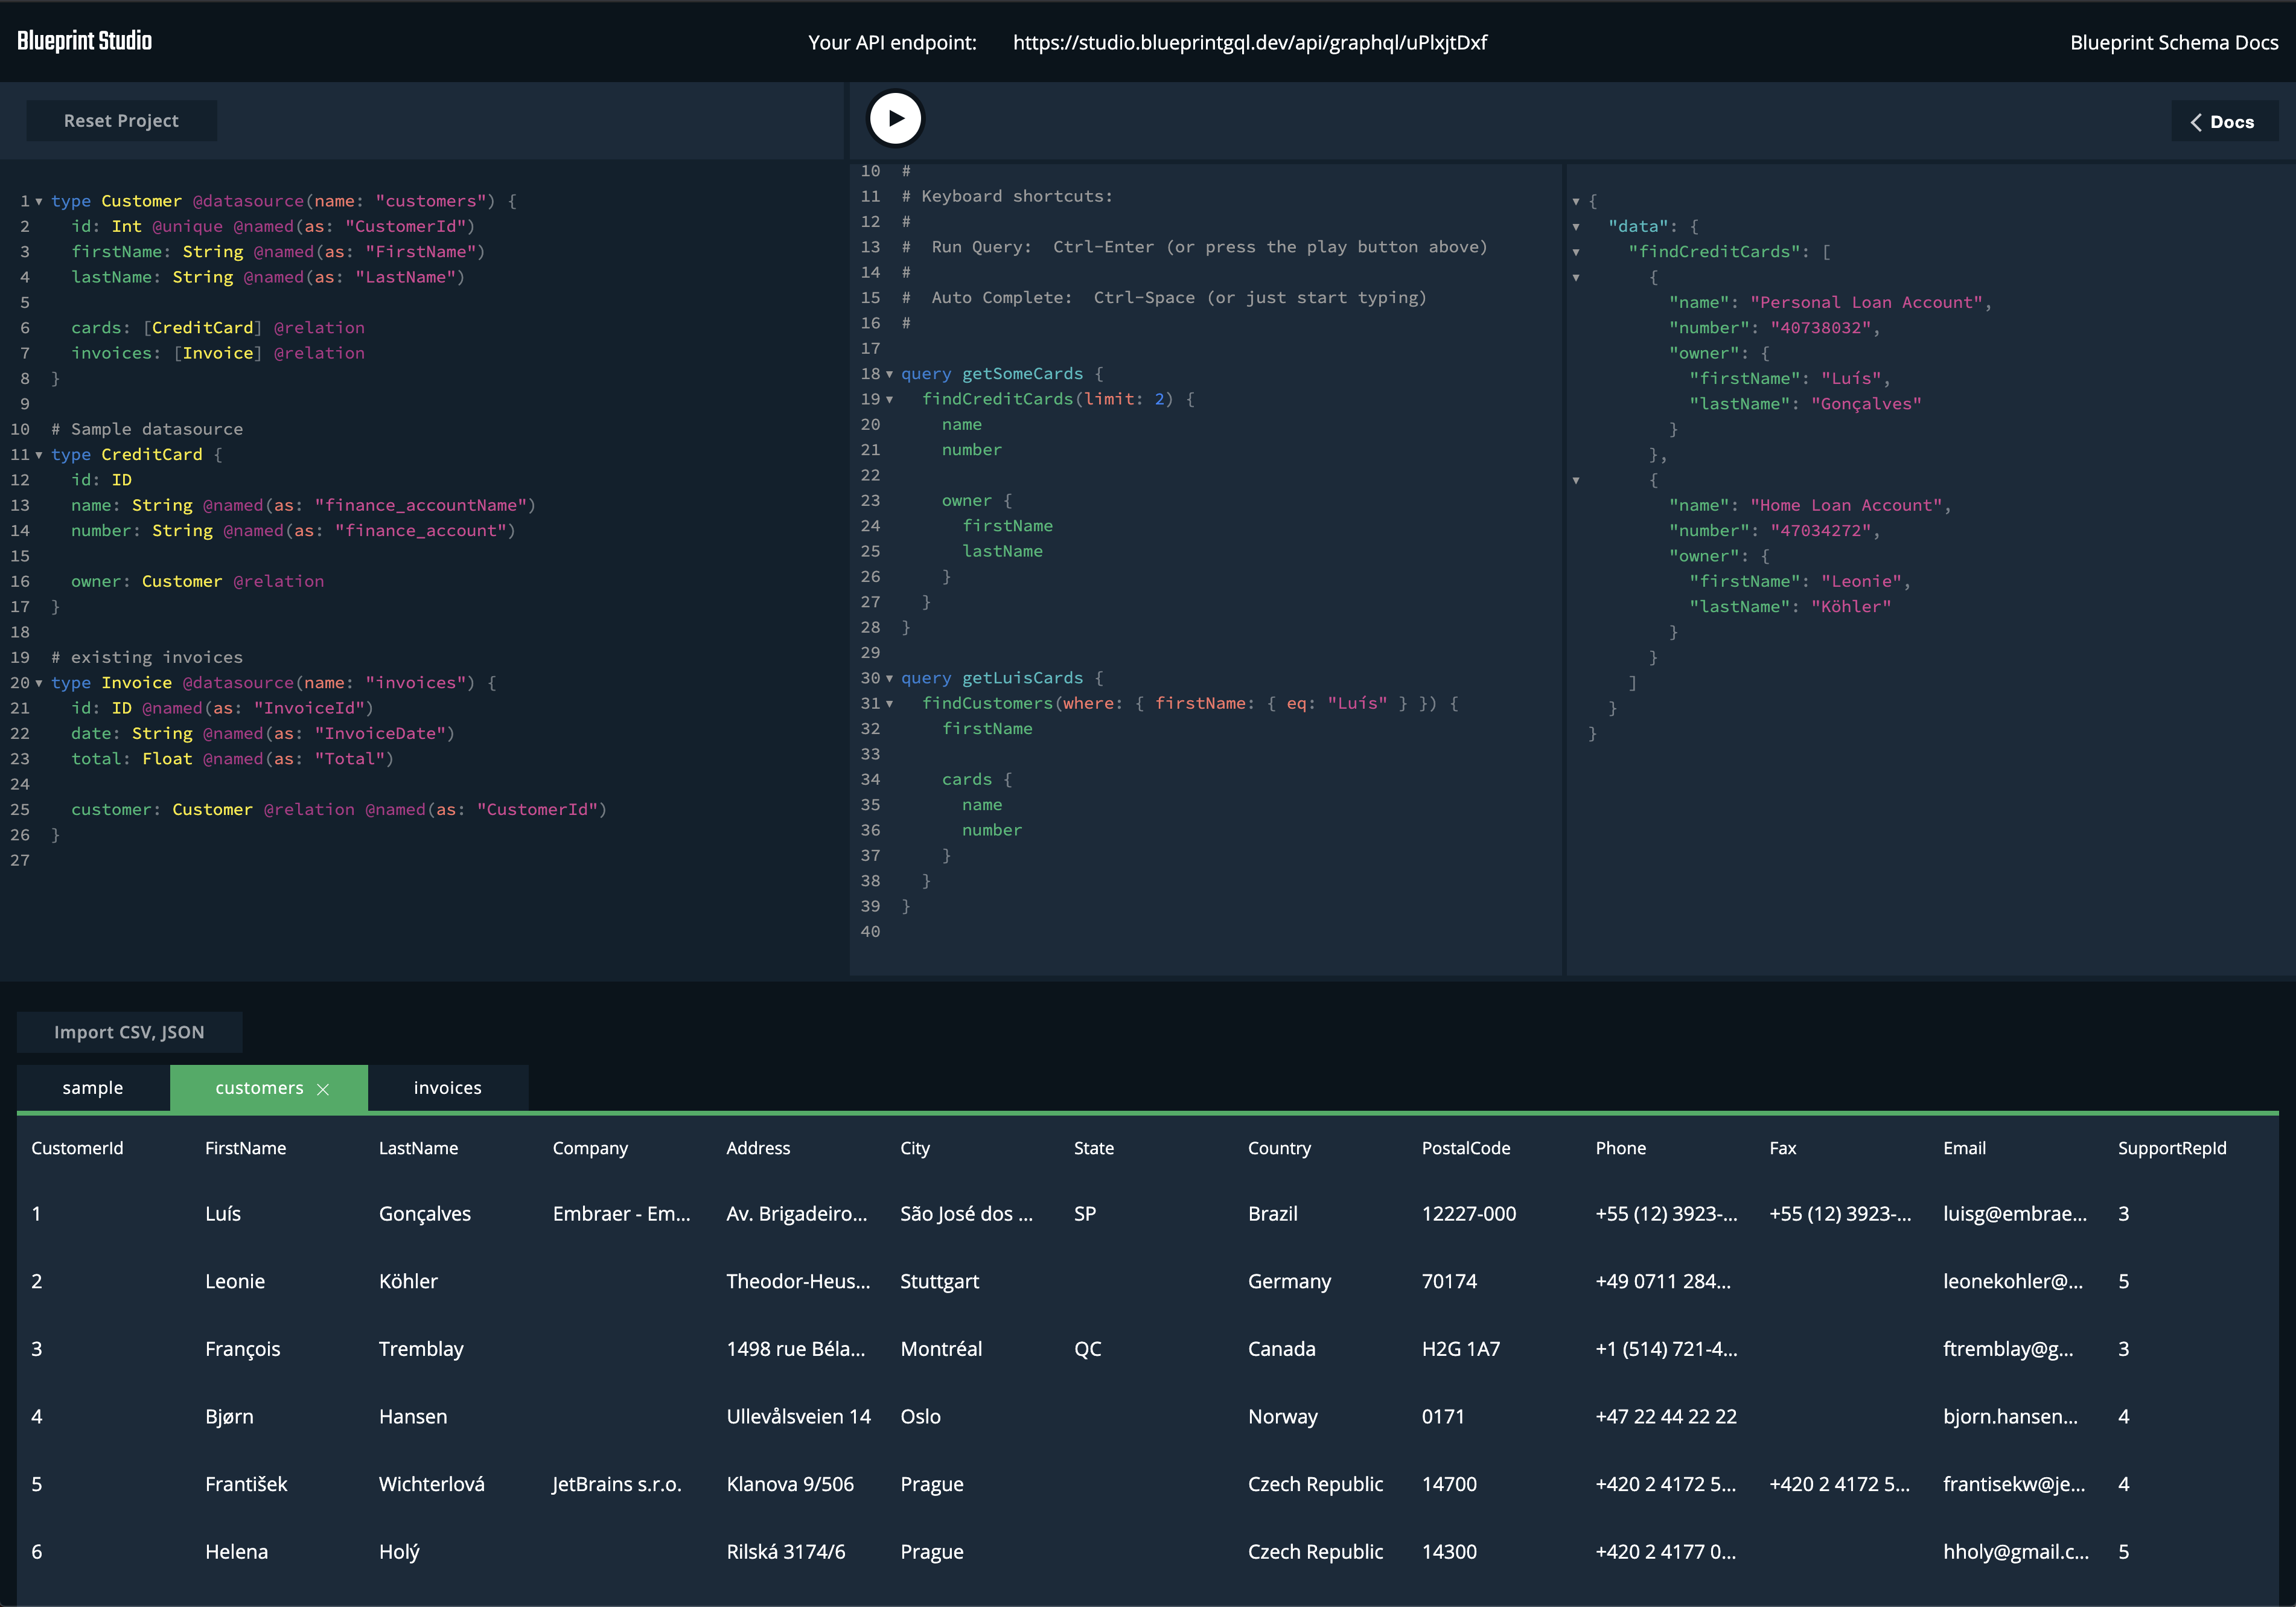 Blueprint Studio
Your API endpoint: https://studio.blueprintgql.dev/api/graphql/uPlxjtDxf
Blueprint Schema Docs
Reset Project
Docs
1 type Customer @datasource(name: "customers") {
2 id: Int @unique @named(as: "CustomerId")
3 firstName: String @named(as: "FirstName")
4 lastName: String @named(as: "LastName")
5
6 cards: [CreditCard] @relation
7 invoices: [Invoice] @relation
8 }
9
10 # Sample datasource
11 type CreditCard {
12 id: ID
13 name: String @named(as: "finance_accountName")
14 number: String @named(as: "finance_account")
15
16 owner: Customer @relation
17 }
18
19 # existing invoices
20 type Invoice @datasource(name: "invoices") {
21 id: ID @named(as: "InvoiceId")
22 date: String @named(as: "InvoiceDate")
23 total: Float @named(as: "Total")
24
25 customer: Customer @relation @named(as: "CustomerId")
26 }
27
10 #
11 # Keyboard shortcuts:
12 #
13 # Run Query: Ctrl-Enter (or press the play button above)
14 #
15 # Auto Complete: Ctrl-Space (or just start typing)
16 #
17
18 query getSomeCards {
19 findCreditCards(limit: 2) {
20 name
21 number
22
23 owner {
24 firstName
25 lastName
26 }
27 }
28 }
29
30 query getLuisCards {
31 findCustomers(where: { firstName: { eq: "Luís" } }) {
32 firstName
33
34 cards {
35 name
36 number
37 }
38 }
39 }
40
{
"data": {
"findCreditCards": [
{
"name": "Personal Loan Account",
"number": "40738032",
"owner": {
"firstName": "Luís",
"lastName": "Gonçalves"
}
},
{
"name": "Home Loan Account",
"number": "47034272",
"owner": {
"firstName": "Leonie",
"lastName": "Köhler"
}
}
]
}
}
Import CSV, JSON
sample customers invoices
CustomerId FirstName LastName Company Address City State Country PostalCode Phone Fax Email SupportRepId
1 Luís Gonçalves Embraer - Em... Av. Brigadeiro... São José dos ... SP Brazil 12227-000 +55 (12) 3923-... +55 (12) 3923-... luisg@embrae... 3
2 Leonie Köhler Theodor-Heus... Stuttgart Germany 70174 +49 0711 284... leonekohler@... 5
3 François Tremblay 1498 rue Béla... Montréal QC Canada H2G 1A7 +1 (514) 721-4... ftremblay@g... 3
4 Bjørn Hansen Ullevålsveien 14 Oslo Norway 0171 +47 22 44 22 22 bjorn.hansen... 4
5 František Wichterlová JetBrains s.r.o. Klanova 9/506 Prague Czech Republic 14700 +420 2 4172 5... +420 2 4172 5... frantisekw@je... 4
6 Helena Holý Rilská 3174/6 Prague Czech Republic 14300 +420 2 4177 0... hholy@gmail.c... 5